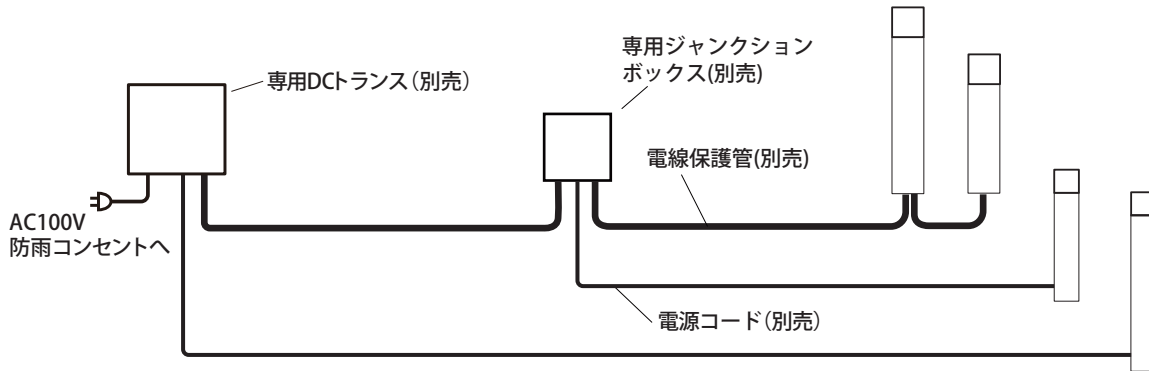 専用ジャンクション
ボックス(別売)
専用DCトランス（別売）
電線保護管(別売)
AC100V
防雨コンセントへ
電源コード（別売）